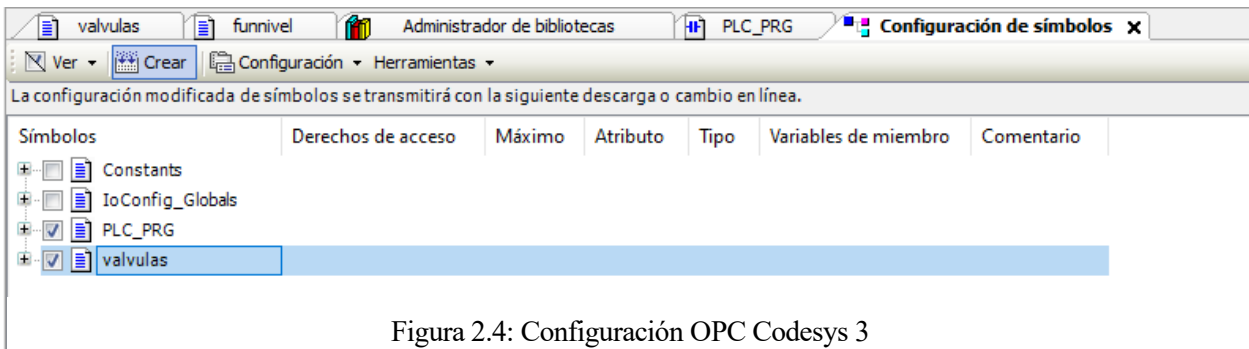 valvulas funnivel Administrador de bibliotecas PLC_PRG Configuración de símbolos X
Ver Crear Configuración Herramientas
La configuración modificada de símbolos se transmitirá con la siguiente descarga o cambio en línea.
Símbolos Derechos de acceso Máximo Atributo Tipo Variables de miembro Comentario
Constants
IoConfig_Globals
PLC_PRG
valvulas
Figura 2.4: Configuración OPC Codesys 3